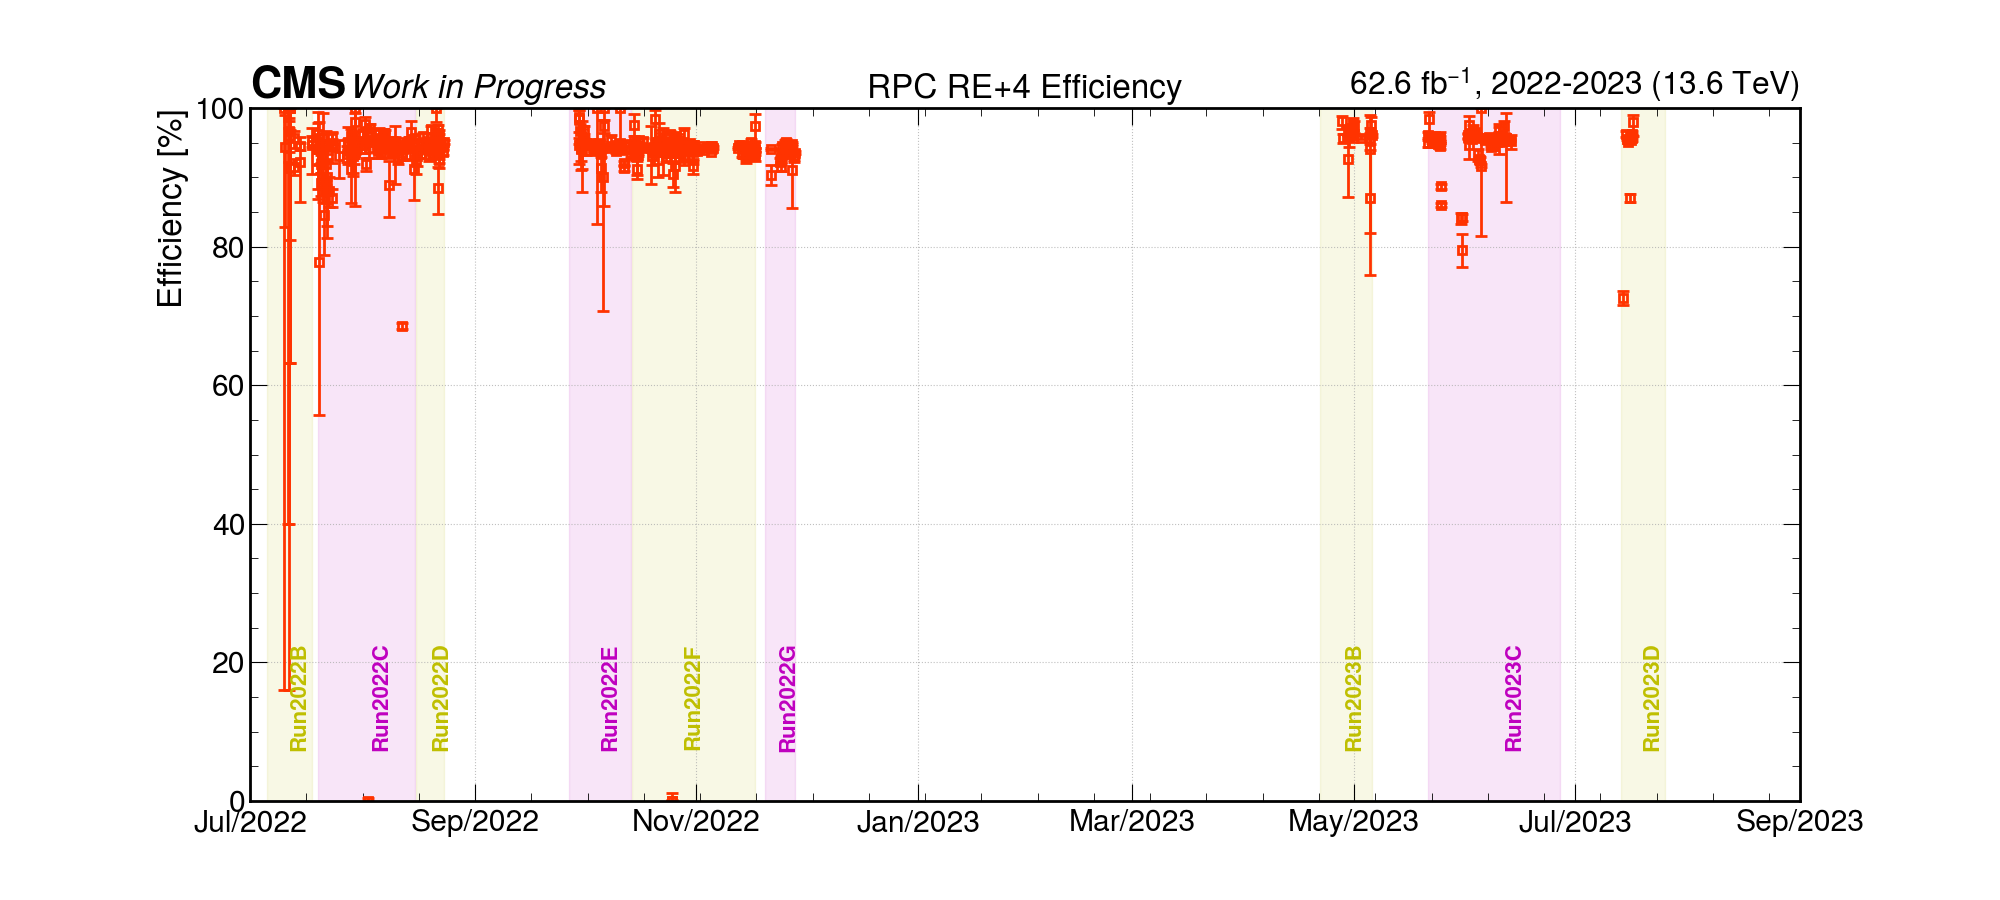 CMS Work in Progress RPC RE+4 Efficiency 62.6 fb⁻¹, 2022-2023 (13.6 TeV)
Efficiency [%]
100
80
60
40
20
0
Run2022B
Run2022C
Run2022D
Run2022E
Run2022F
Run2022G
Run2023B
Run2023C
Run2023D
Jul/2022 Sep/2022 Nov/2022 Jan/2023 Mar/2023 May/2023 Jul/2023 Sep/2023